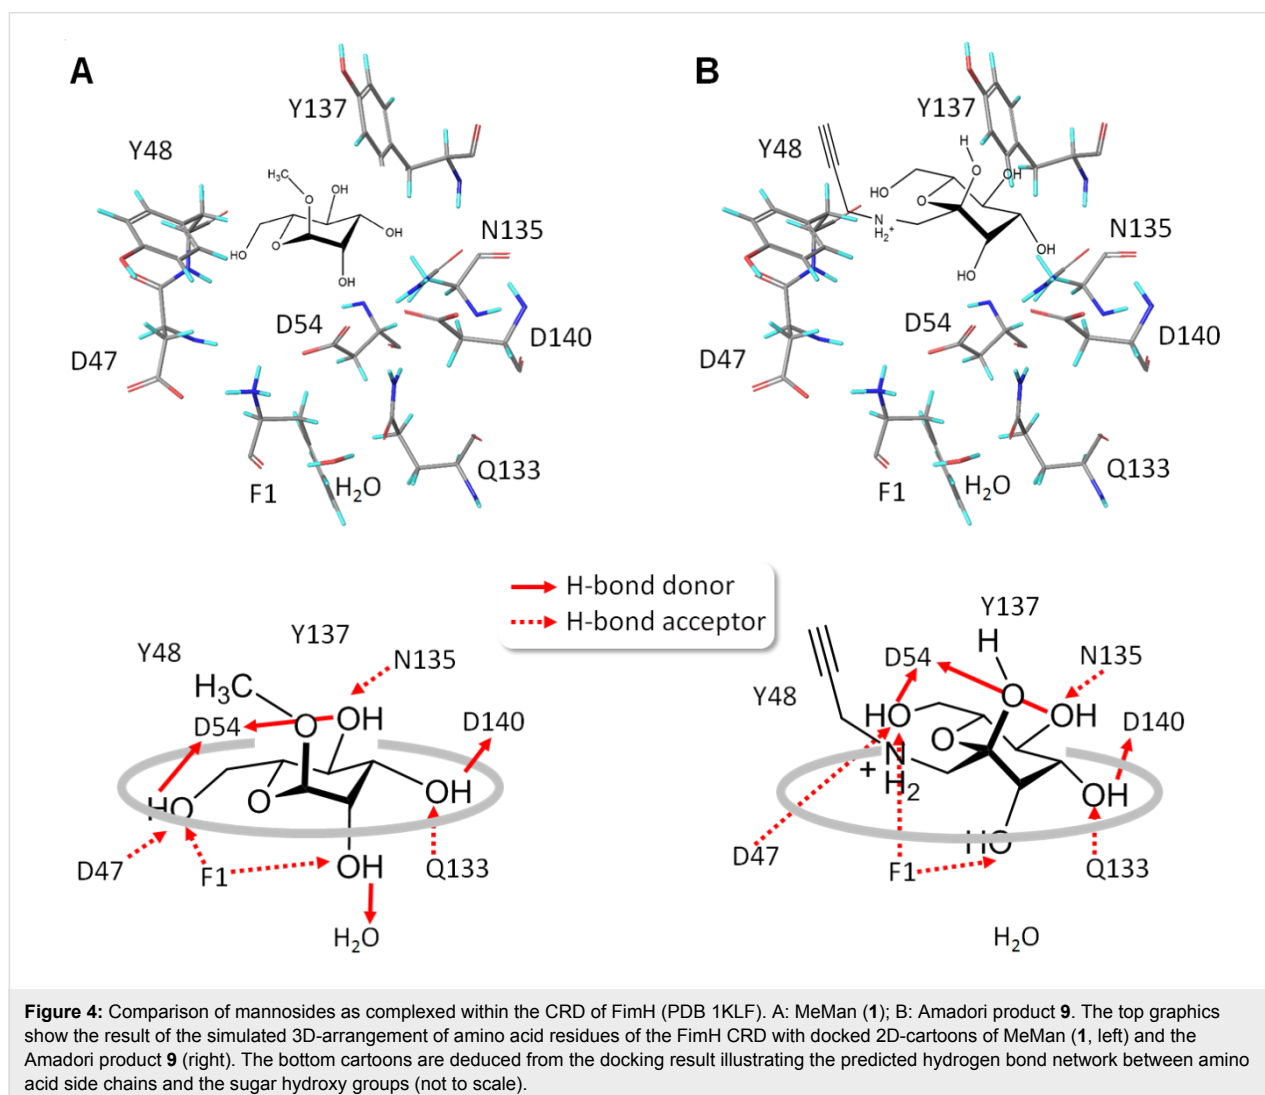 A
B
Y137
Y48
H₃C
O
OH
OH
HO
O
OH
N135
D54
D140
D47
Q133
F1
H₂O
Y137
Y48
H
O
OH
HO
O
N
H₂⁺
OH
HO
N135
D54
D140
D47
Q133
F1
H₂O
H-bond donor
H-bond acceptor
Y137
Y48
N135
H₃C
D54
O
OH
D140
HO
O
OH
D47
F1
OH
Q133
H₂O
Y137
H
D54
N135
Y48
O
HO
OH
D140
O
N
+
H₂
OH
HO
D47
F1
Q133
H₂O
Figure 4: Comparison of mannosides as complexed within the CRD of FimH (PDB 1KLF). A: MeMan (1); B: Amadori product 9. The top graphics
show the result of the simulated 3D-arrangement of amino acid residues of the FimH CRD with docked 2D-cartoons of MeMan (1, left) and the
Amadori product 9 (right). The bottom cartoons are deduced from the docking result illustrating the predicted hydrogen bond network between amino
acid side chains and the sugar hydroxy groups (not to scale).